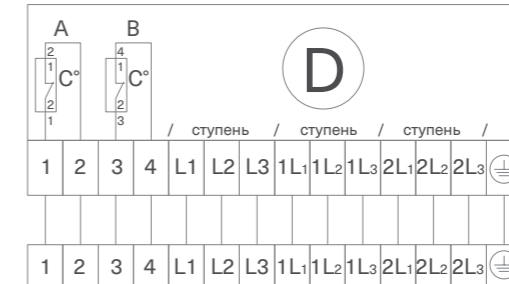 A B
2 4
1 C° 1 C° D
2 2
1 3
/ ступень / ступень / ступень /
1 2 3 4 L1 L2 L3 1L1 1L2 1L3 2L1 2L2 2L3
1 2 3 4 L1 L2 L3 1L1 1L2 1L3 2L1 2L2 2L3